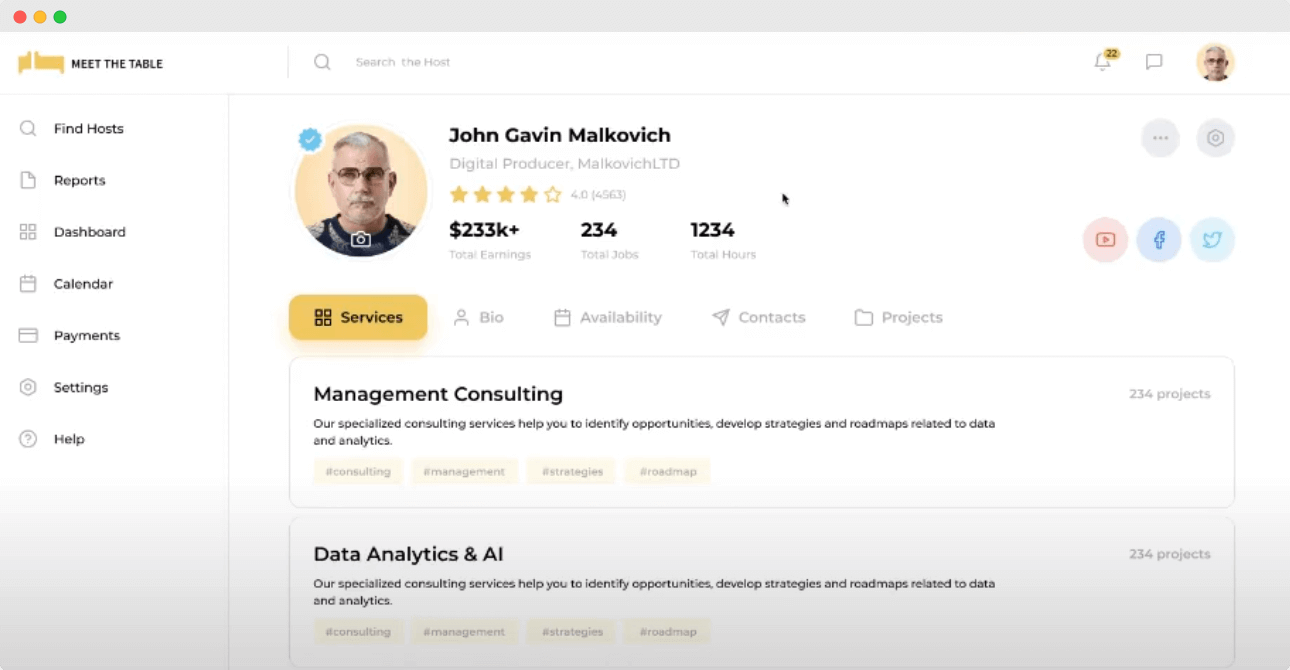 MEET THE TABLE
Search the Host
22
Find Hosts
Reports
Dashboard
Calendar
Payments
Settings
Help
John Gavin Malkovich
Digital Producer, MalkovichLTD
4.0 (4563)
$233k+
234
1234
Total Earnings
Total Jobs
Total Hours
Services
Bio
Availability
Contacts
Projects
Management Consulting
234 projects
Our specialized consulting services help you to identify opportunities, develop strategies and roadmaps related to data
and analytics.
#consulting
#management
#strategies
#roadmap
Data Analytics & AI
234 projects
Our specialized consulting services help you to identify opportunities, develop strategies and roadmaps related to data
and analytics.
#consulting
#management
#strategies
#roadmap